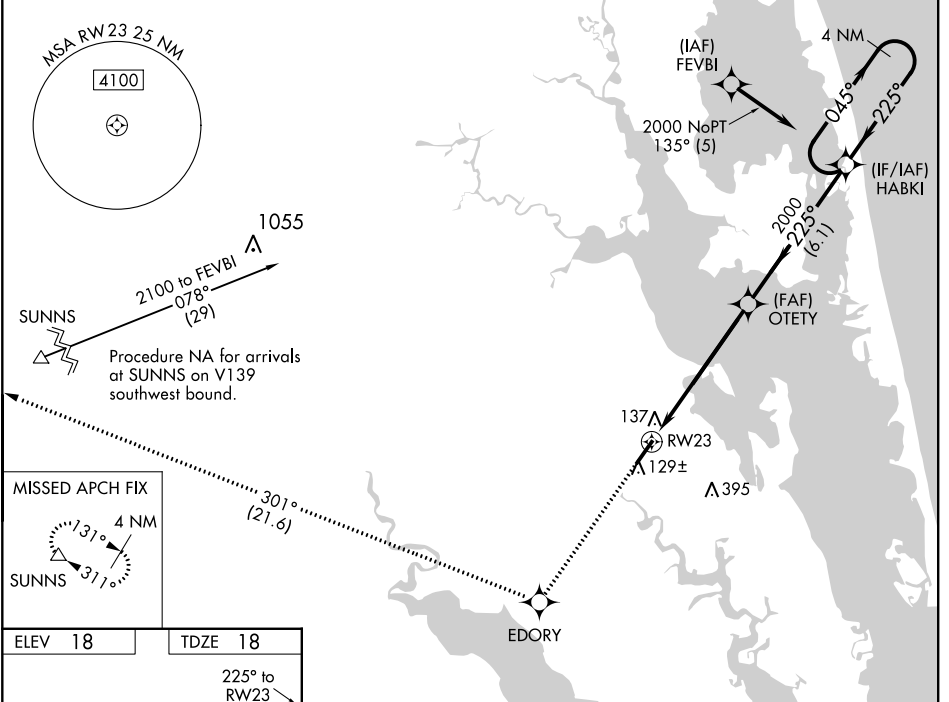 MSA RW23 25 NM
4100
(IAF)
FEVBI
4 NM
045°
225°
2000 NoPT
135° (5)
(IF/IAF)
HABKI
2000
225°
(6.1)
1055
2100 to FEVBI
078°
(29)
SUNNS
(FAF)
OTETY
Procedure NA for arrivals
at SUNNS on V139
southwest bound.
137
RW23
129±
395
MISSED APCH FIX
4 NM
131°
SUNNS
311°
301°
(21.6)
EDORY
ELEV 18
TDZE 18
225° to
RW23